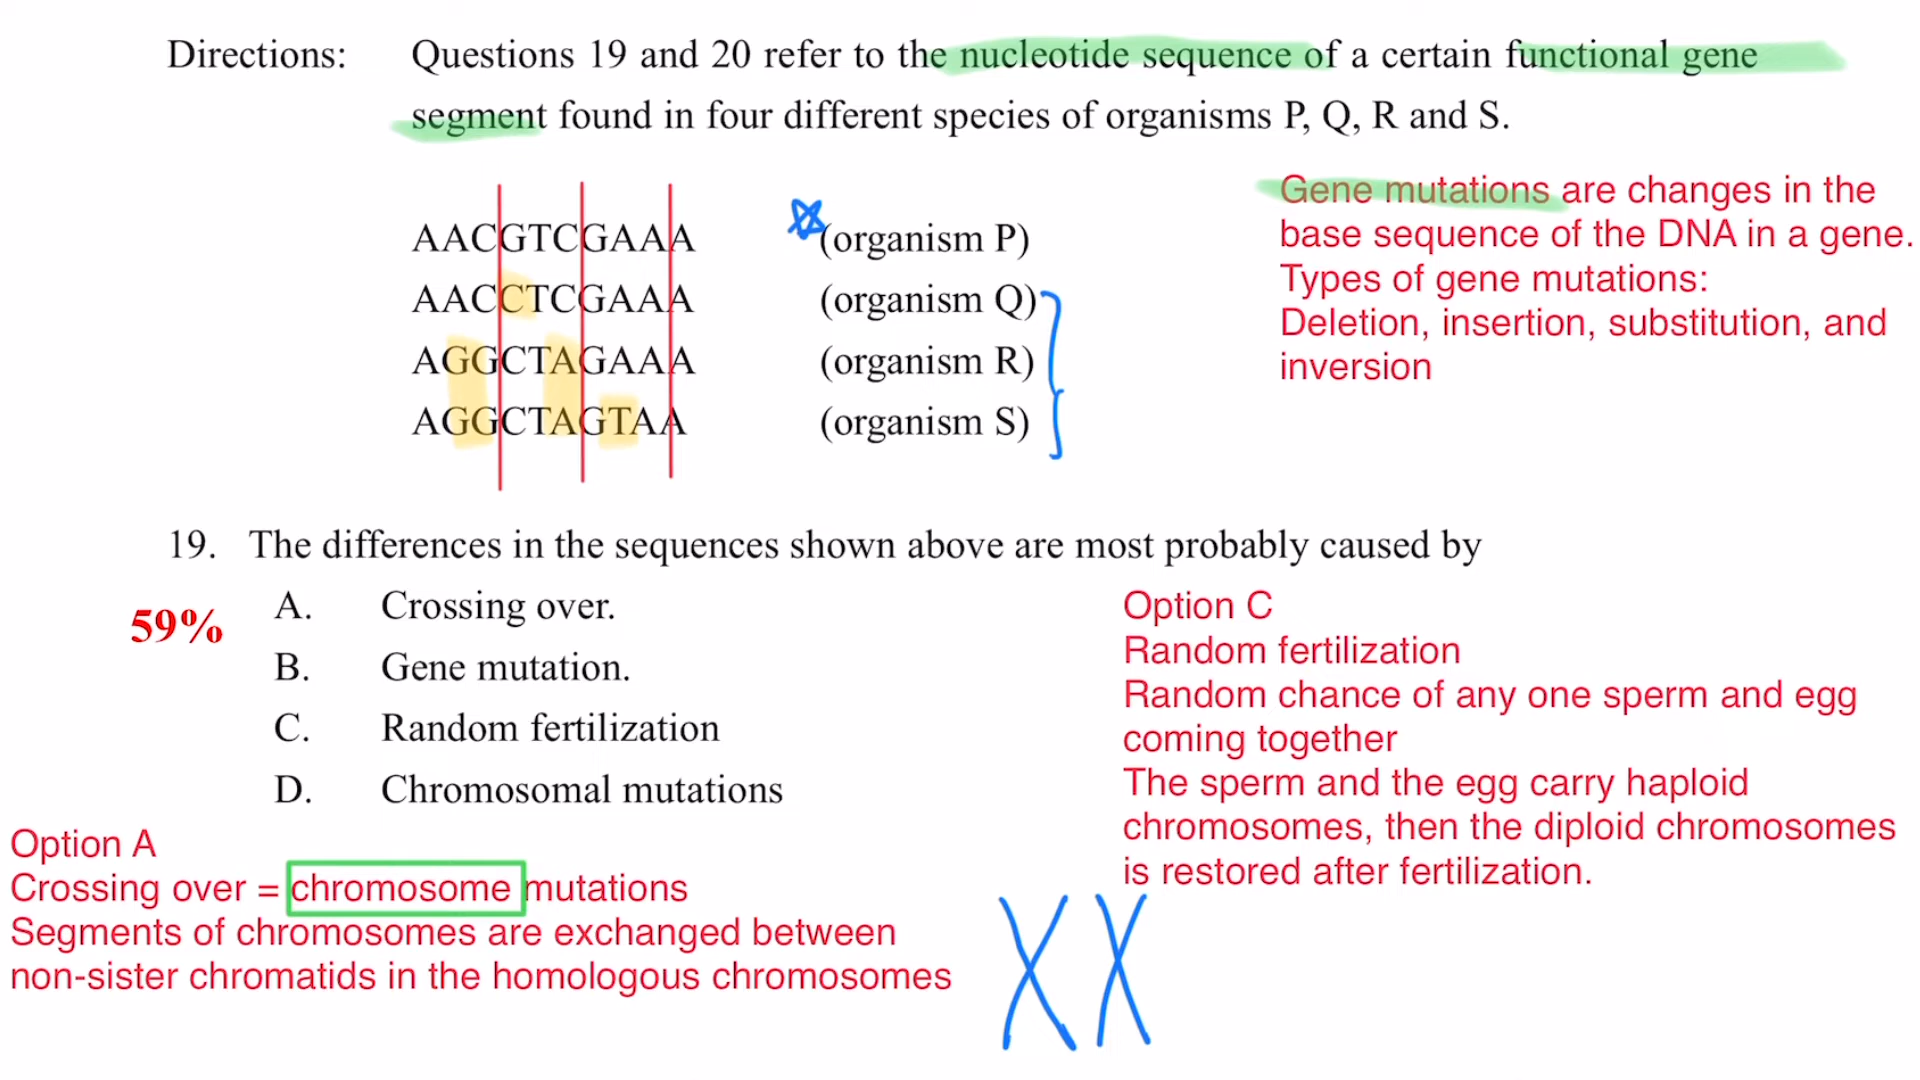 Directions: Questions 19 and 20 refer to the nucleotide sequence of a certain functional gene
segment found in four different species of organisms P, Q, R and S.
AACGTCGAAA (organism P)
AACCTCGAAA (organism Q)
AGGCTAGAAA (organism R)
AGGCTAGTAA (organism S)
Gene mutations are changes in the
base sequence of the DNA in a gene.
Types of gene mutations:
Deletion, insertion, substitution, and
inversion
19. The differences in the sequences shown above are most probably caused by
59%
A. Crossing over.
B. Gene mutation.
C. Random fertilization
D. Chromosomal mutations
Option C
Random fertilization
Random chance of any one sperm and egg
coming together
The sperm and the egg carry haploid
chromosomes, then the diploid chromosomes
is restored after fertilization.
Option A
Crossing over = chromosome mutations
Segments of chromosomes are exchanged between
non-sister chromatids in the homologous chromosomes